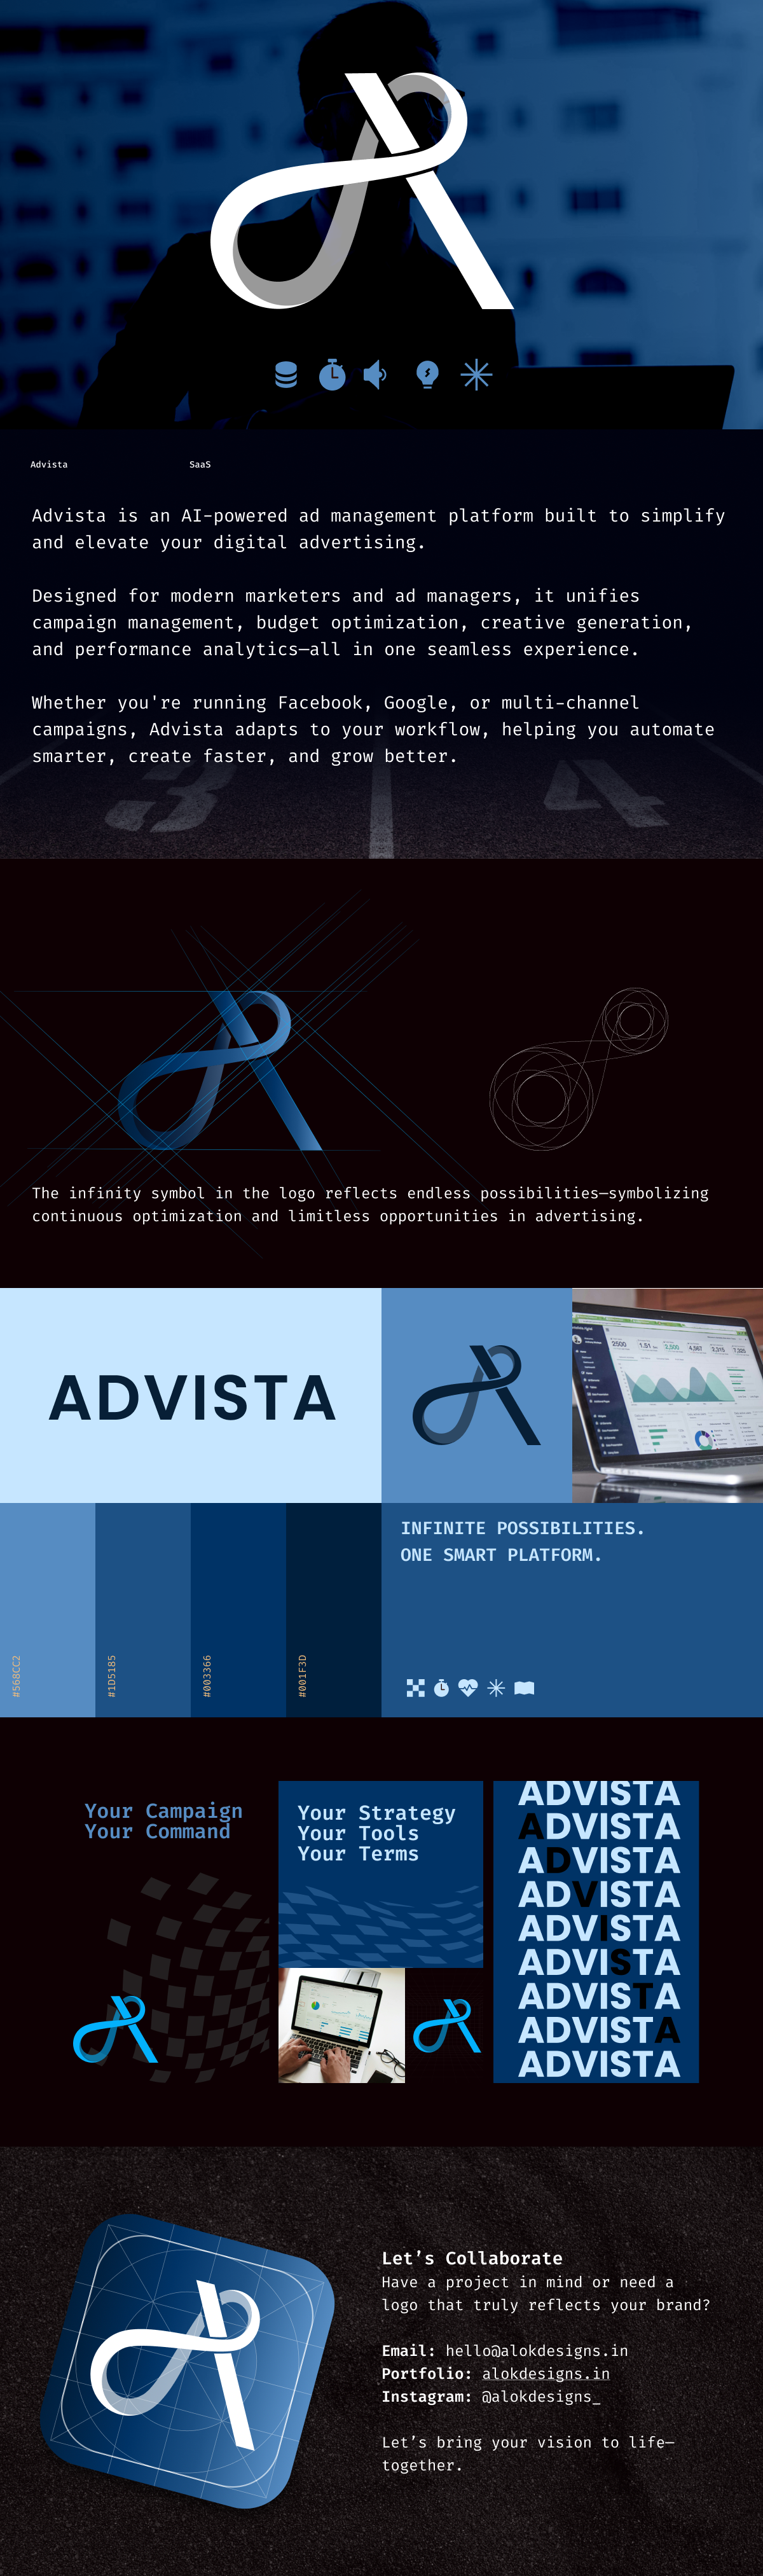 Advista
SaaS
Advista is an AI-powered ad management platform built to simplify
and elevate your digital advertising.
Designed for modern marketers and ad managers, it unifies
campaign management, budget optimization, creative generation,
and performance analytics—all in one seamless experience.
Whether you're running Facebook, Google, or multi-channel
campaigns, Advista adapts to your workflow, helping you automate
smarter, create faster, and grow better.
3
4
The infinity symbol in the logo reflects endless possibilities—symbolizing
continuous optimization and limitless opportunities in advertising.
ADVISTA
#568CC2
#1D5185
#003366
#001F3D
INFINITE POSSIBILITIES.
ONE SMART PLATFORM.
Your Campaign
Your Command
Your Strategy
Your Tools
Your Terms
ADVISTA
ADVISTA
ADVISTA
ADVISTA
ADVISTA
ADVISTA
ADVISTA
ADVISTA
ADVISTA
Let’s Collaborate
Have a project in mind or need a
logo that truly reflects your brand?
Email: hello@alokdesigns.in
Portfolio: alokdesigns.in
Instagram: @alokdesigns_
Let’s bring your vision to life—
together.